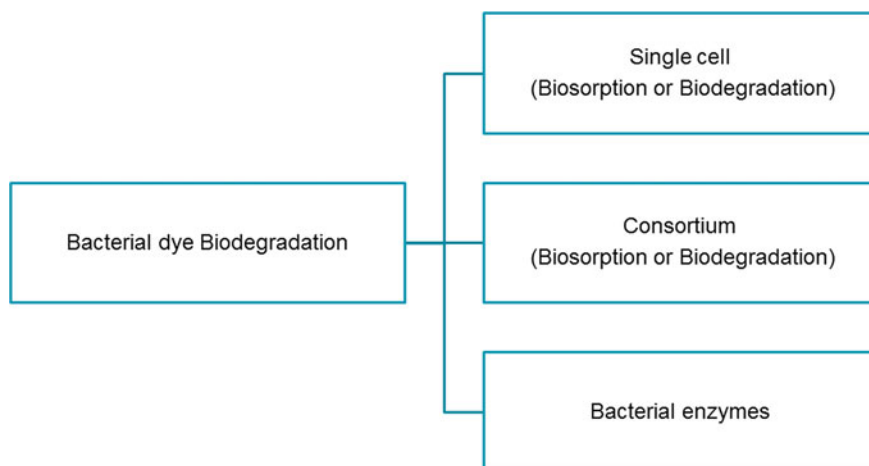 Single cell
(Biosorption or Biodegradation)
Bacterial dye Biodegradation
Consortium
(Biosorption or Biodegradation)
Bacterial enzymes